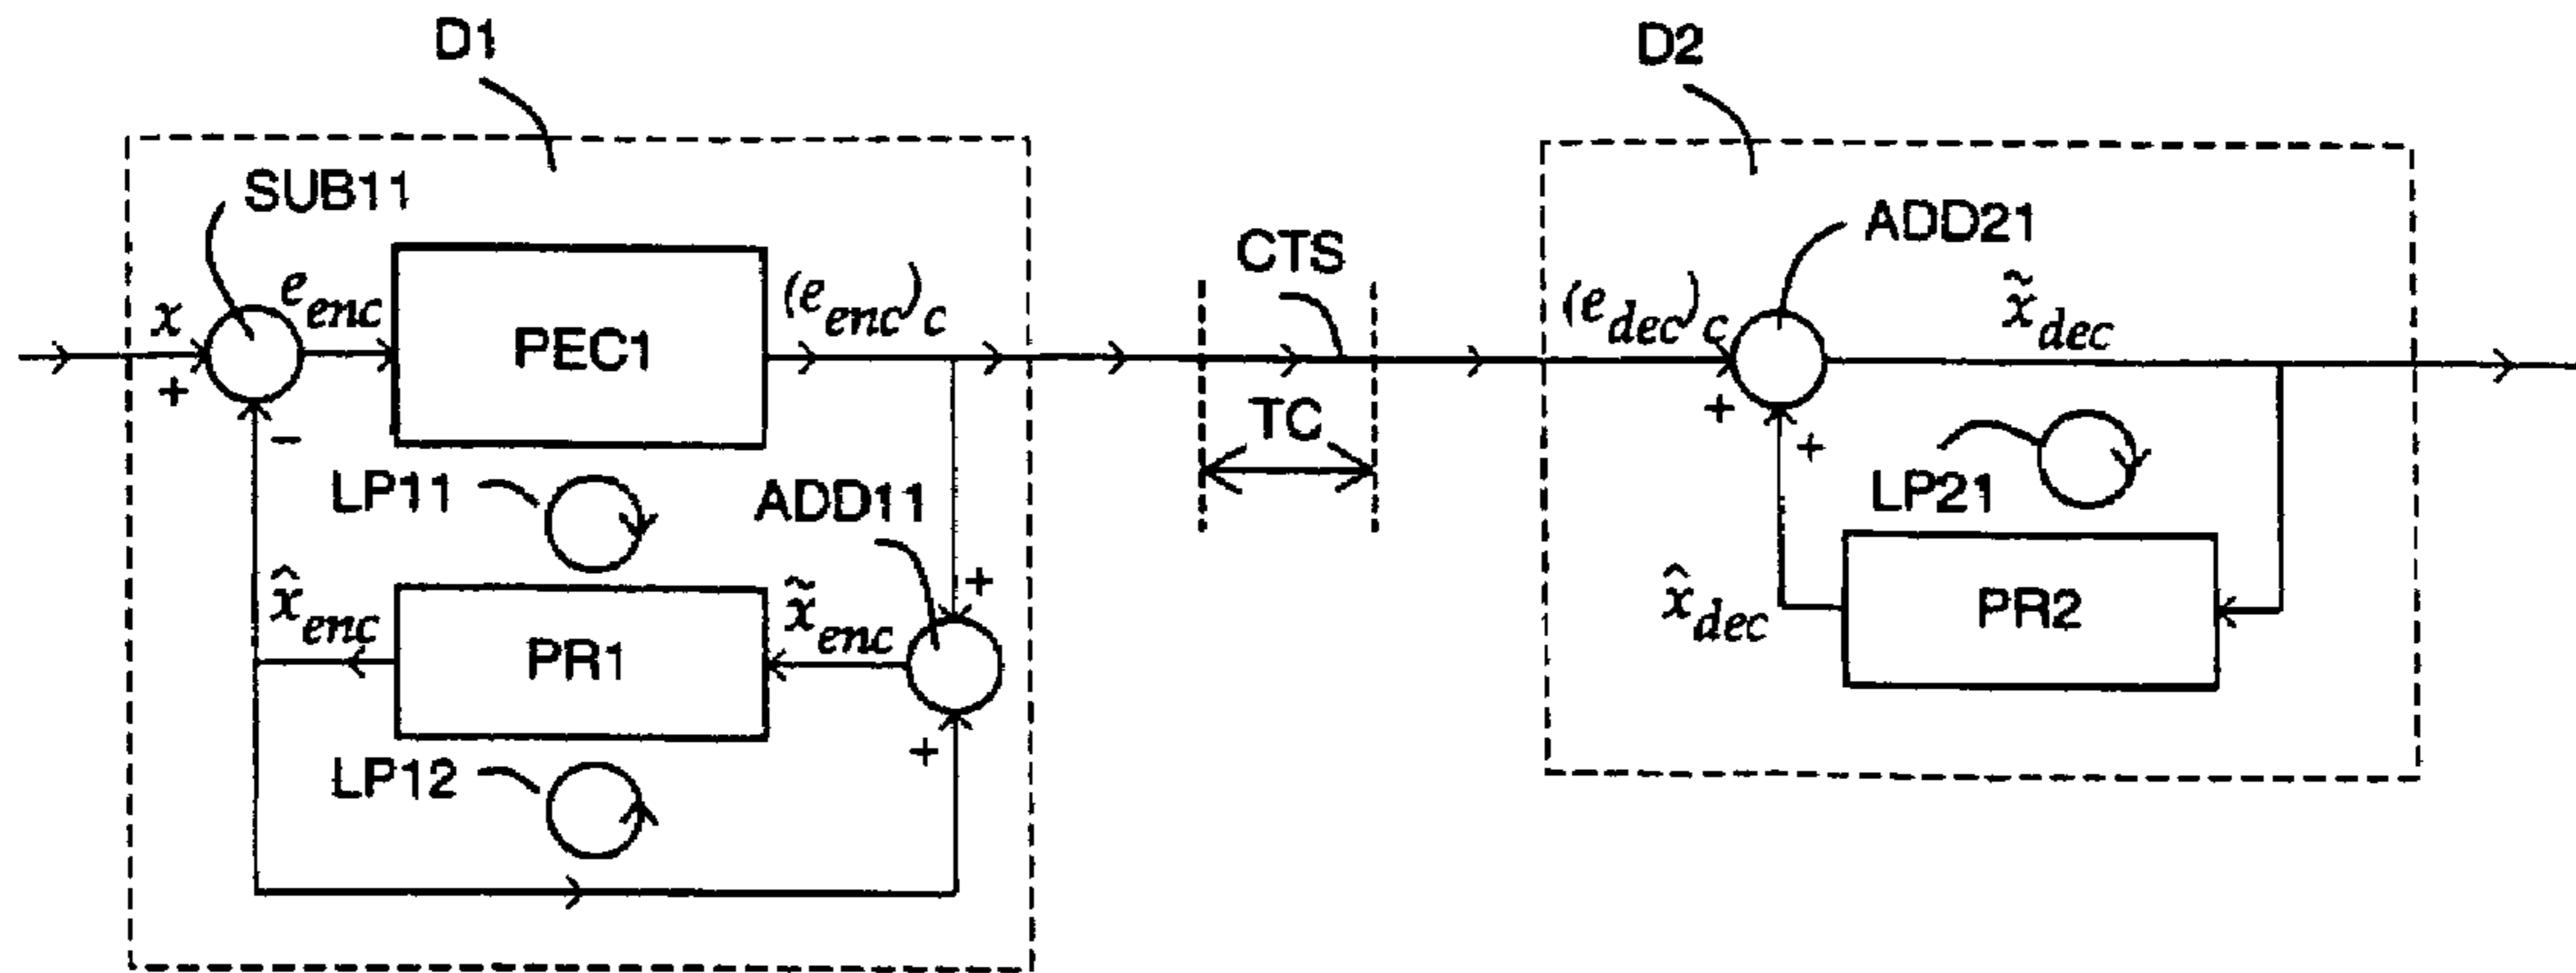 D1
D2
SUB11
ADD21
CTS
x
e_enc
PEC1
(e_enc)_c
(e_dec)_c
x̃_dec
+
−
TC
+
+
LP11
ADD11
LP21
+
x̂_enc
PR1
x̃_enc
x̂_dec
PR2
+
LP12